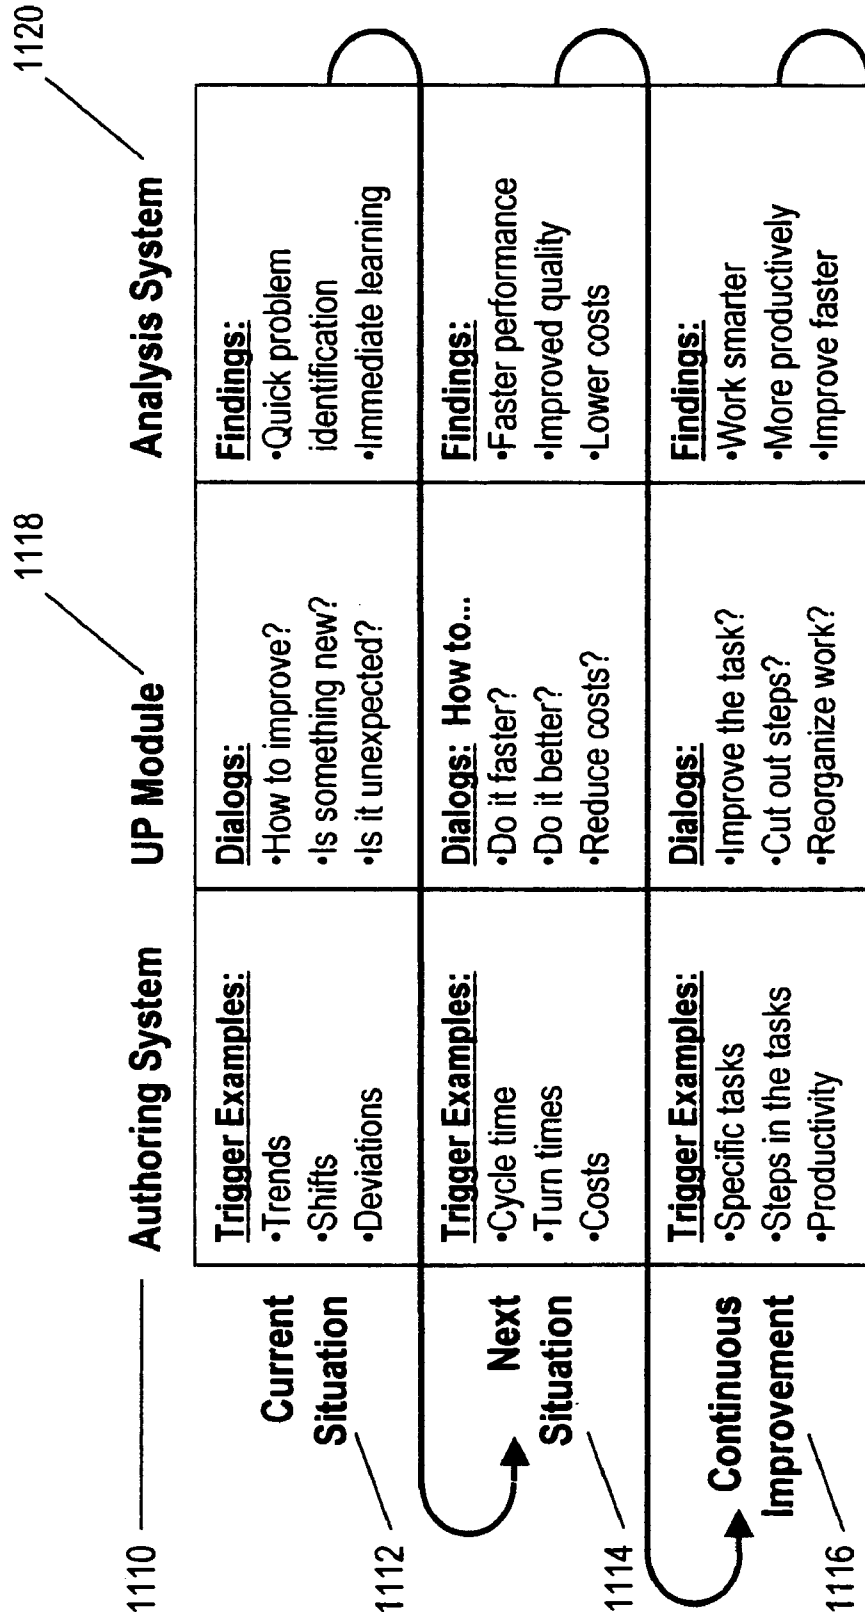 1110
Authoring System
UP Module
1118
Analysis System
1120
Current
Situation
1112
Trigger Examples:
•Trends
•Shifts
•Deviations
Dialogs:
•How to improve?
•Is something new?
•Is it unexpected?
Findings:
•Quick problem
identification
•Immediate learning
Next
Situation
1114
Trigger Examples:
•Cycle time
•Turn times
•Costs
Dialogs: How to...
•Do it faster?
•Do it better?
•Reduce costs?
Findings:
•Faster performance
•Improved quality
•Lower costs
Continuous
Improvement
1116
Trigger Examples:
•Specific tasks
•Steps in the tasks
•Productivity
Dialogs:
•Improve the task?
•Cut out steps?
•Reorganize work?
Findings:
•Work smarter
•More productively
•Improve faster